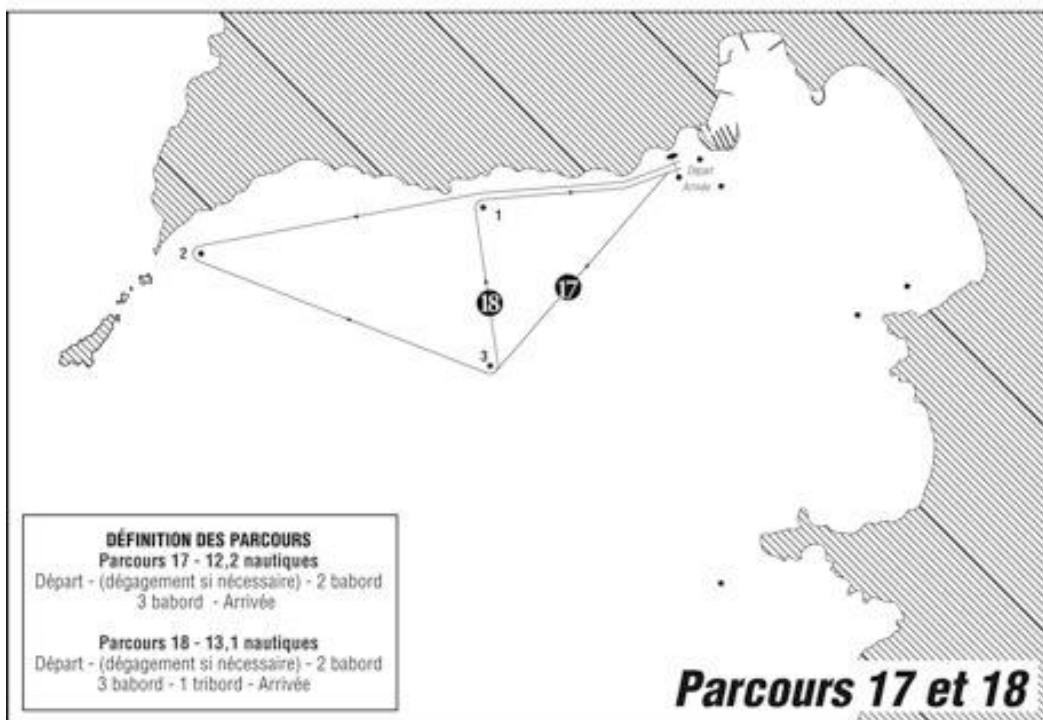 Départ
Arrivée
1
2
18
17
3
DÉFINITION DES PARCOURS
Parcours 17 - 12,2 nautiques
Départ - (dégagement si nécessaire) - 2 babord
3 babord - Arrivée
Parcours 18 - 13,1 nautiques
Départ - (dégagement si nécessaire) - 2 babord
3 babord - 1 tribord - Arrivée
Parcours 17 et 18